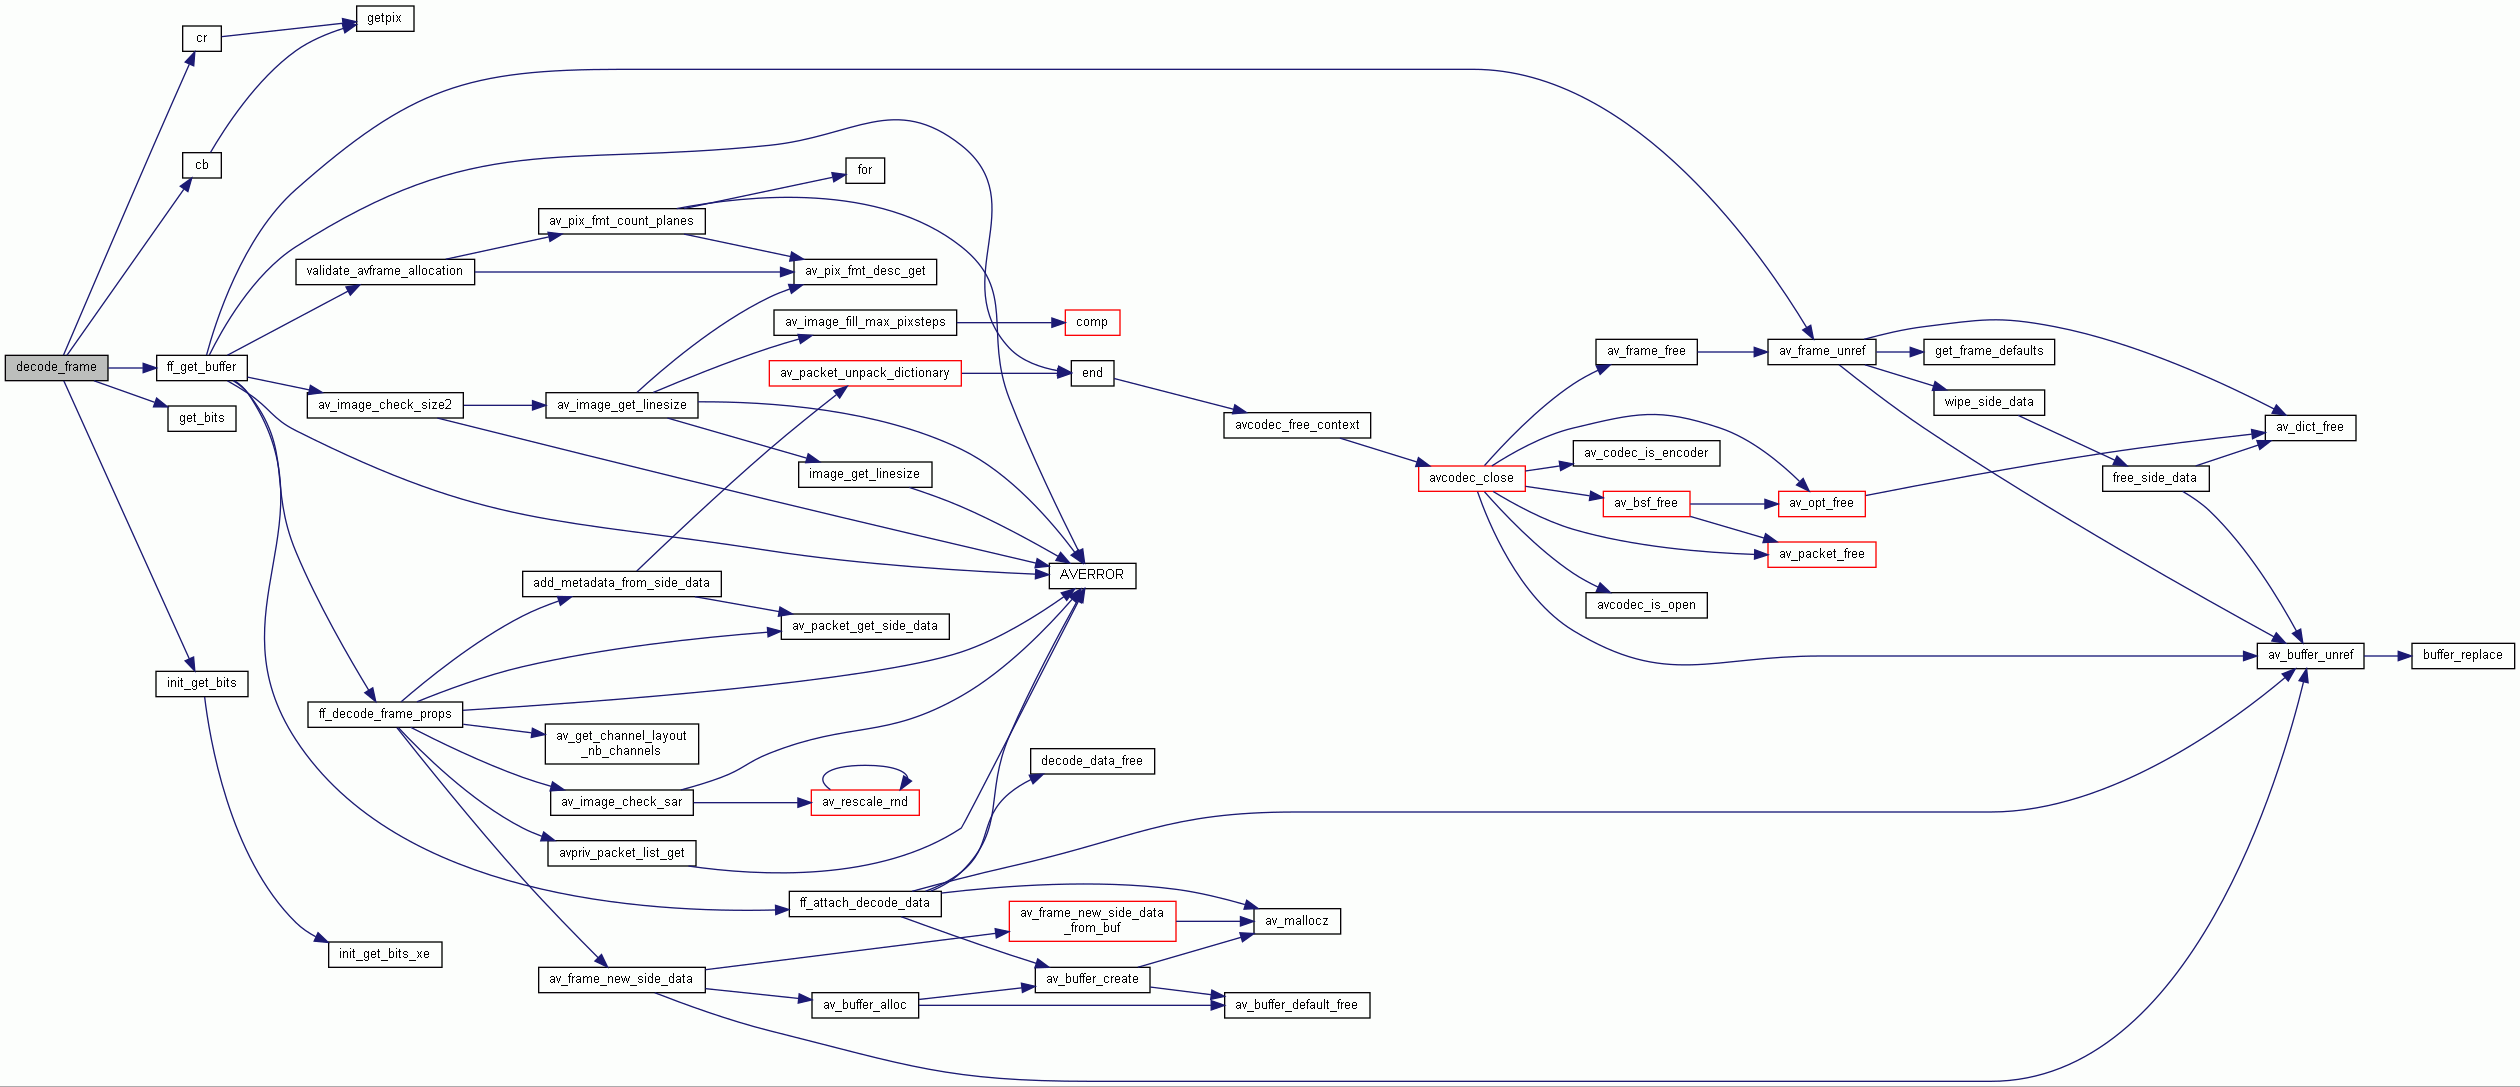 getpix
cr
cb
for
av_pix_fmt_count_planes
validate_avframe_allocation
av_pix_fmt_desc_get
av_image_fill_max_pixsteps
comp
decode_frame
ff_get_buffer
av_packet_unpack_dictionary
end
av_frame_free
av_frame_unref
get_frame_defaults
av_image_check_size2
av_image_get_linesize
wipe_side_data
get_bits
avcodec_free_context
av_dict_free
av_codec_is_encoder
image_get_linesize
avcodec_close
free_side_data
av_bsf_free
av_opt_free
av_packet_free
add_metadata_from_side_data
AVERROR
avcodec_is_open
av_packet_get_side_data
av_buffer_unref
buffer_replace
init_get_bits
ff_decode_frame_props
av_get_channel_layout
_nb_channels
decode_data_free
av_image_check_sar
av_rescale_rnd
avpriv_packet_list_get
ff_attach_decode_data
av_frame_new_side_data
_from_buf
av_mallocz
init_get_bits_xe
av_frame_new_side_data
av_buffer_create
av_buffer_alloc
av_buffer_default_free